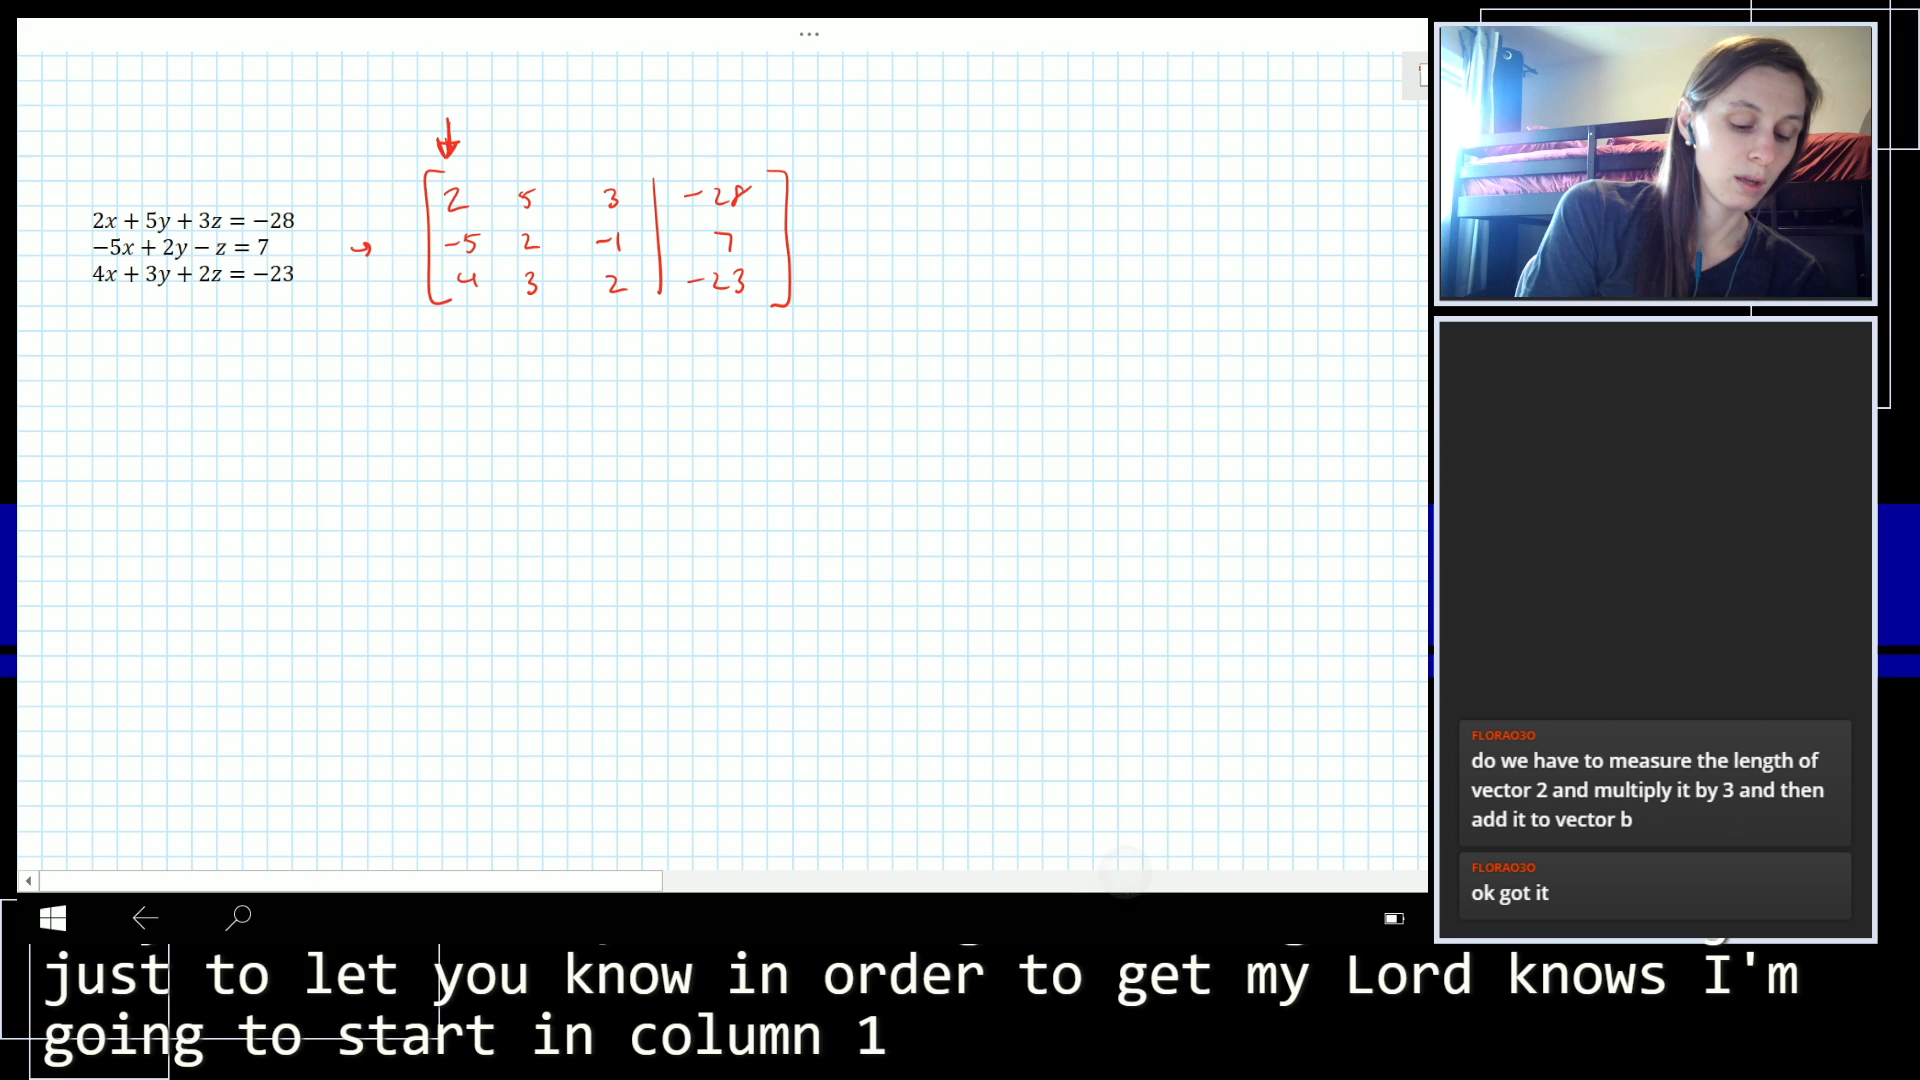 2x + 5y + 3z = −28
−5x + 2y − z = 7
4x + 3y + 2z = −23
2 5 3 | -28
-5 2 -1 | 7
4 3 2 | -23
FLORAO3O
do we have to measure the length of
vector 2 and multiply it by 3 and then
add it to vector b
FLORAO3O
ok got it
just to let you know in order to get my Lord knows I'm
going to start in column 1